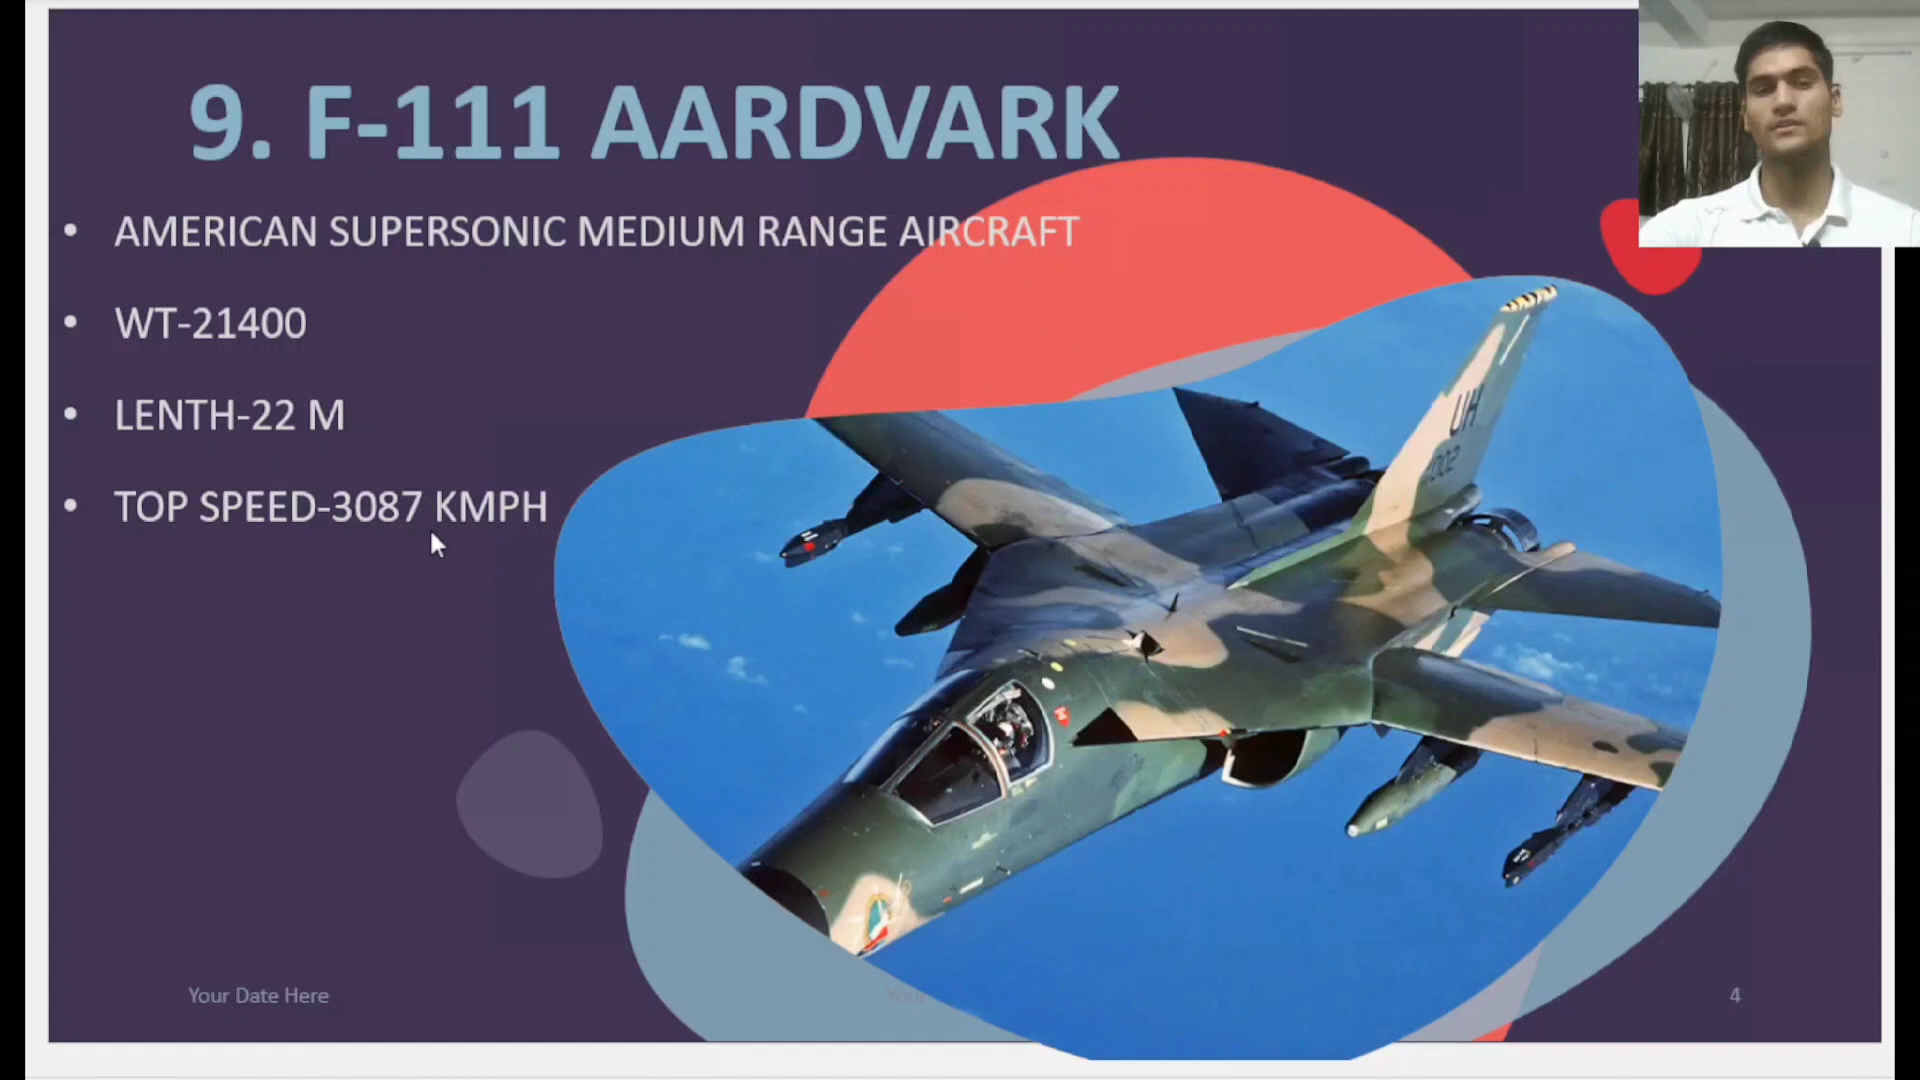 9. F-111 AARDVARK
• AMERICAN SUPERSONIC MEDIUM RANGE AIRCRAFT
• WT-21400
• LENTH-22 M
• TOP SPEED-3087 KMPH
UH
002
Your Date Here
4